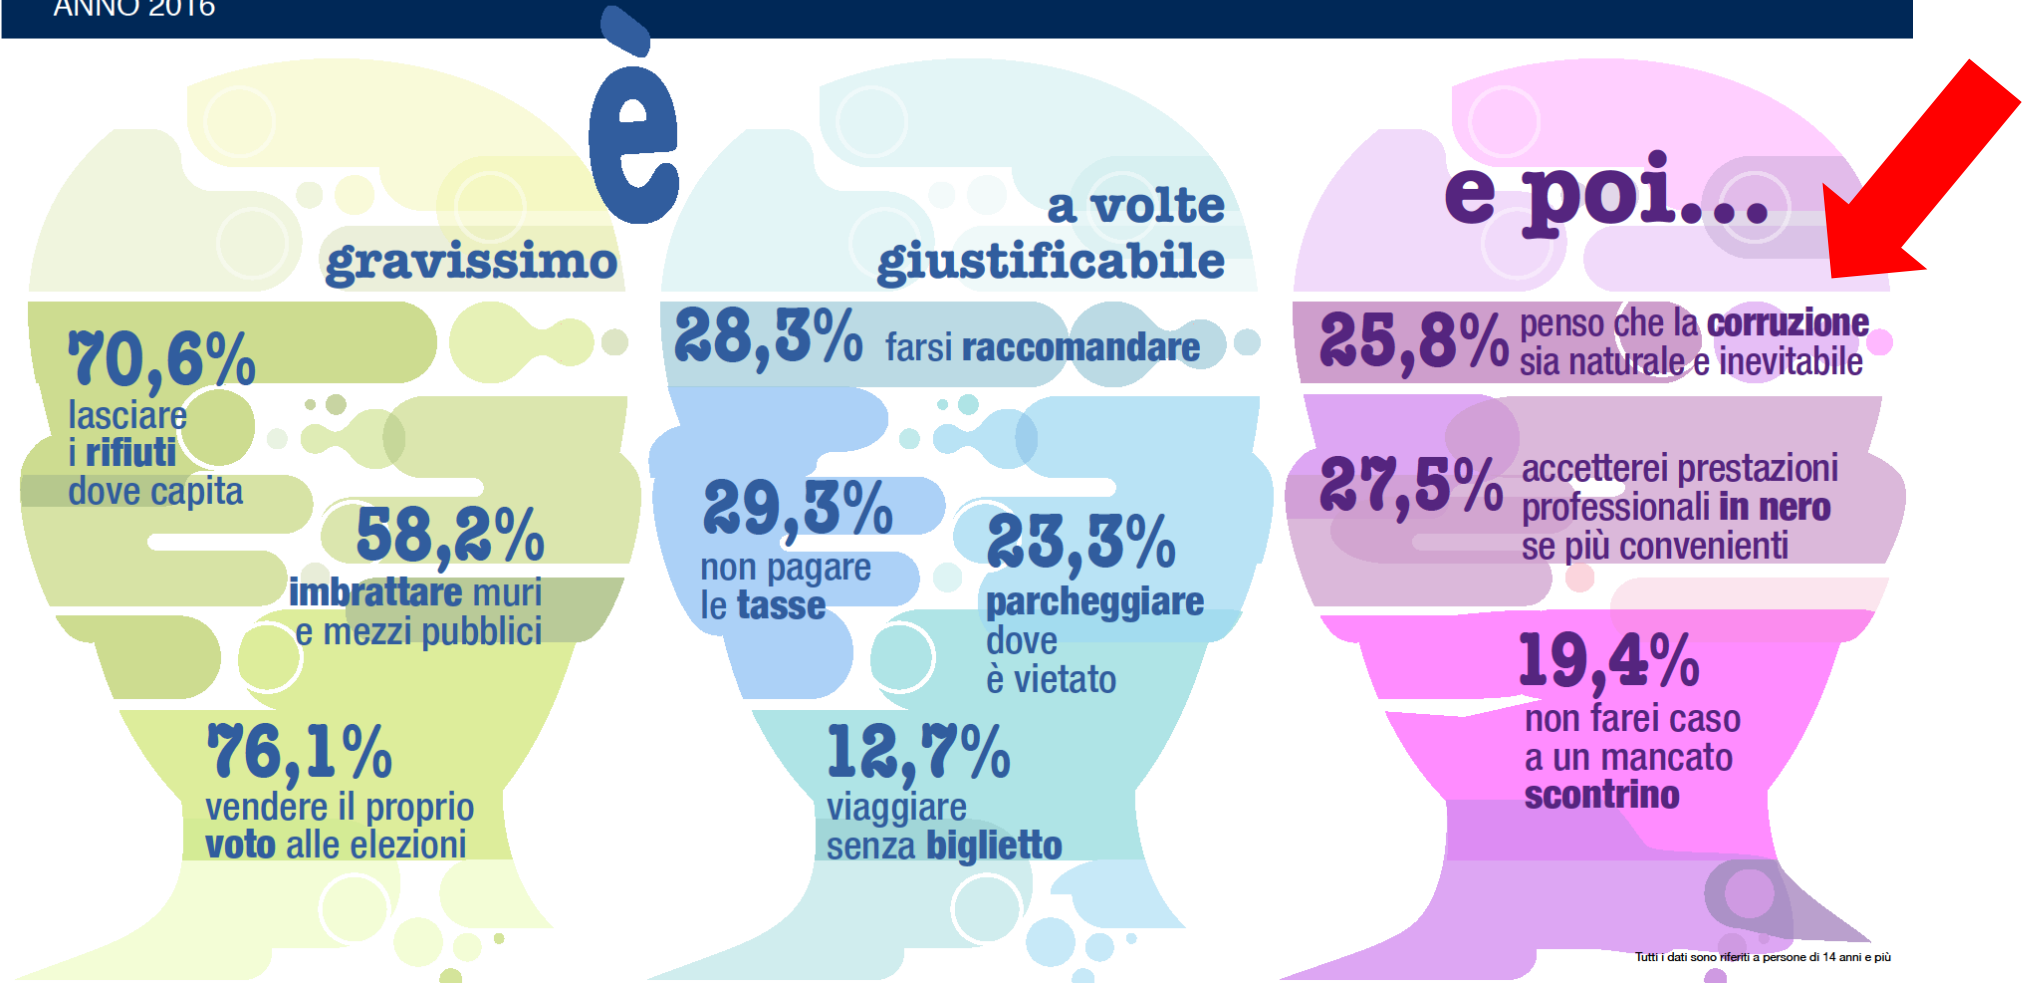 ANNO 2016
è
gravissimo
70,6%
lasciare
i rifiuti
dove capita
58,2%
imbrattare muri
e mezzi pubblici
76,1%
vendere il proprio
voto alle elezioni
a volte
giustificabile
28,3% farsi raccomandare
29,3%
non pagare
le tasse
23,3%
parcheggiare
dove
è vietato
12,7%
viaggiare
senza biglietto
e poi...
25,8% penso che la corruzione
sia naturale e inevitabile
27,5% accetterei prestazioni
professionali in nero
se più convenienti
19,4%
non farei caso
a un mancato
scontrino
Tutti i dati sono riferiti a persone di 14 anni e più